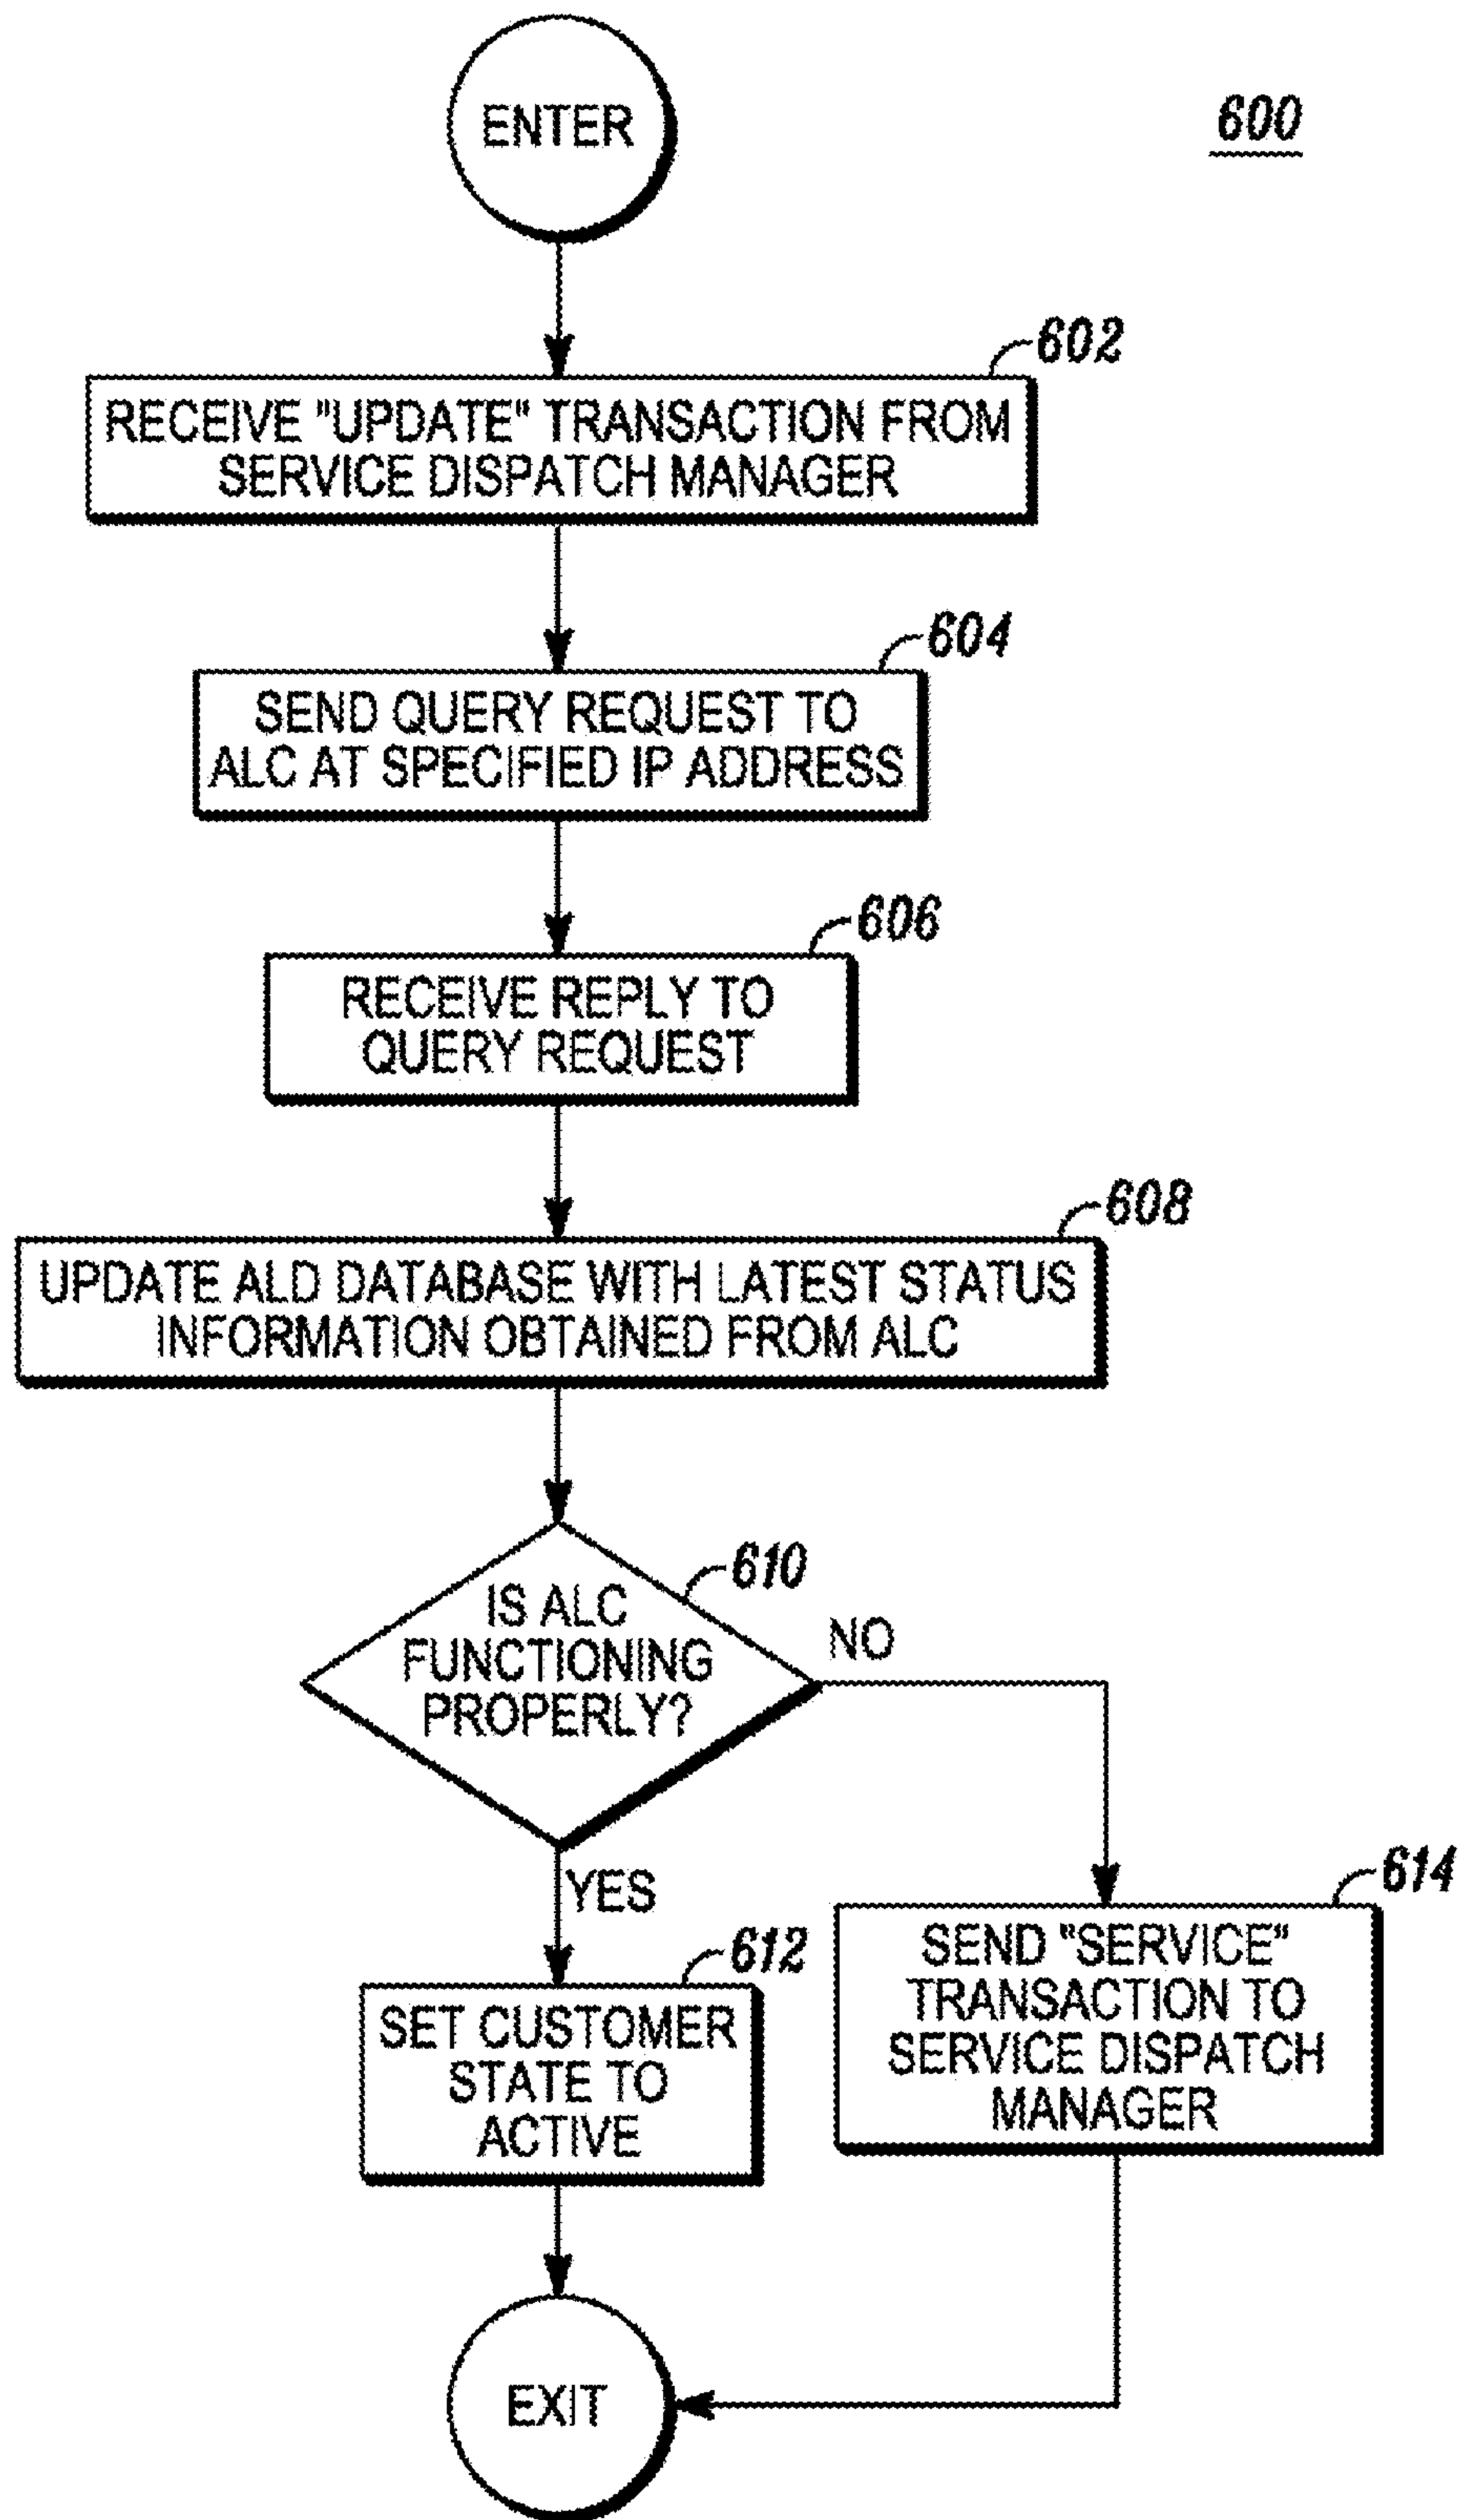 ENTER
600
602
RECEIVE "UPDATE" TRANSACTION FROM
SERVICE DISPATCH MANAGER
604
SEND QUERY REQUEST TO
ALC AT SPECIFIED IP ADDRESS
606
RECEIVE REPLY TO
QUERY REQUEST
608
UPDATE ALD DATABASE WITH LATEST STATUS
INFORMATION OBTAINED FROM ALC
610
IS ALC
FUNCTIONING
PROPERLY?
NO
YES
612
SET CUSTOMER
STATE TO
ACTIVE
614
SEND "SERVICE"
TRANSACTION TO
SERVICE DISPATCH
MANAGER
EXIT